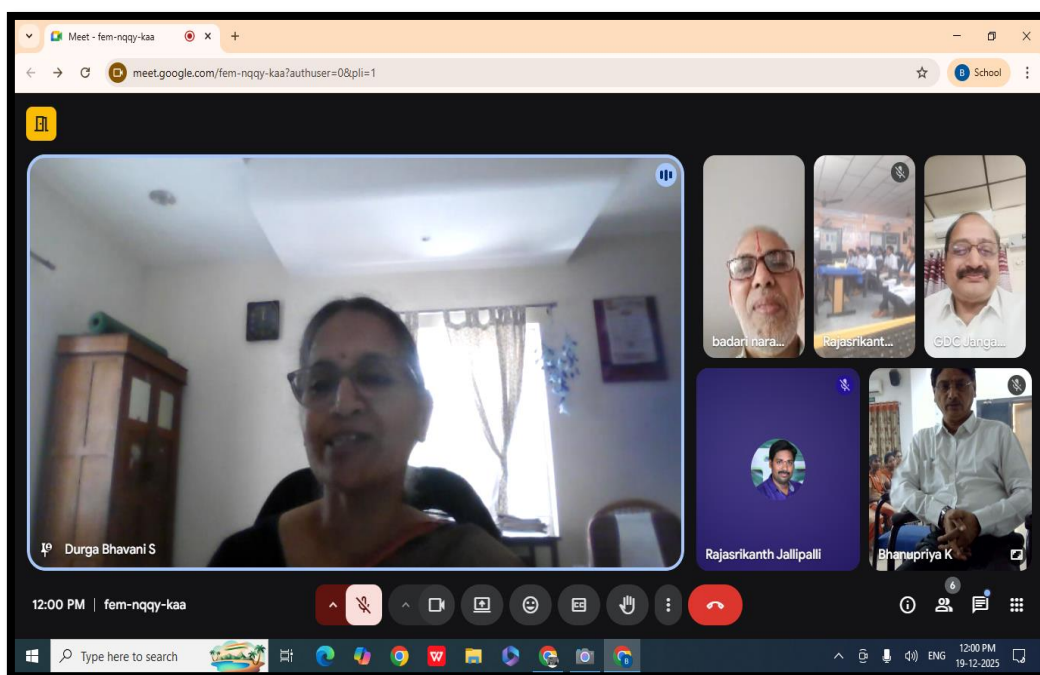 Meet - fem-nqqy-kaa
meet.google.com/fem-nqqy-kaa?authuser=0&pli=1
B School
badari nara...
Rajasrikant...
GDC Janga...
Durga Bhavani S
Rajasrikanth Jallipalli
Bhanupriya K
12:00 PM | fem-nqqy-kaa
CC
6
Type here to search
W
B
ENG
12:00 PM
19-12-2025